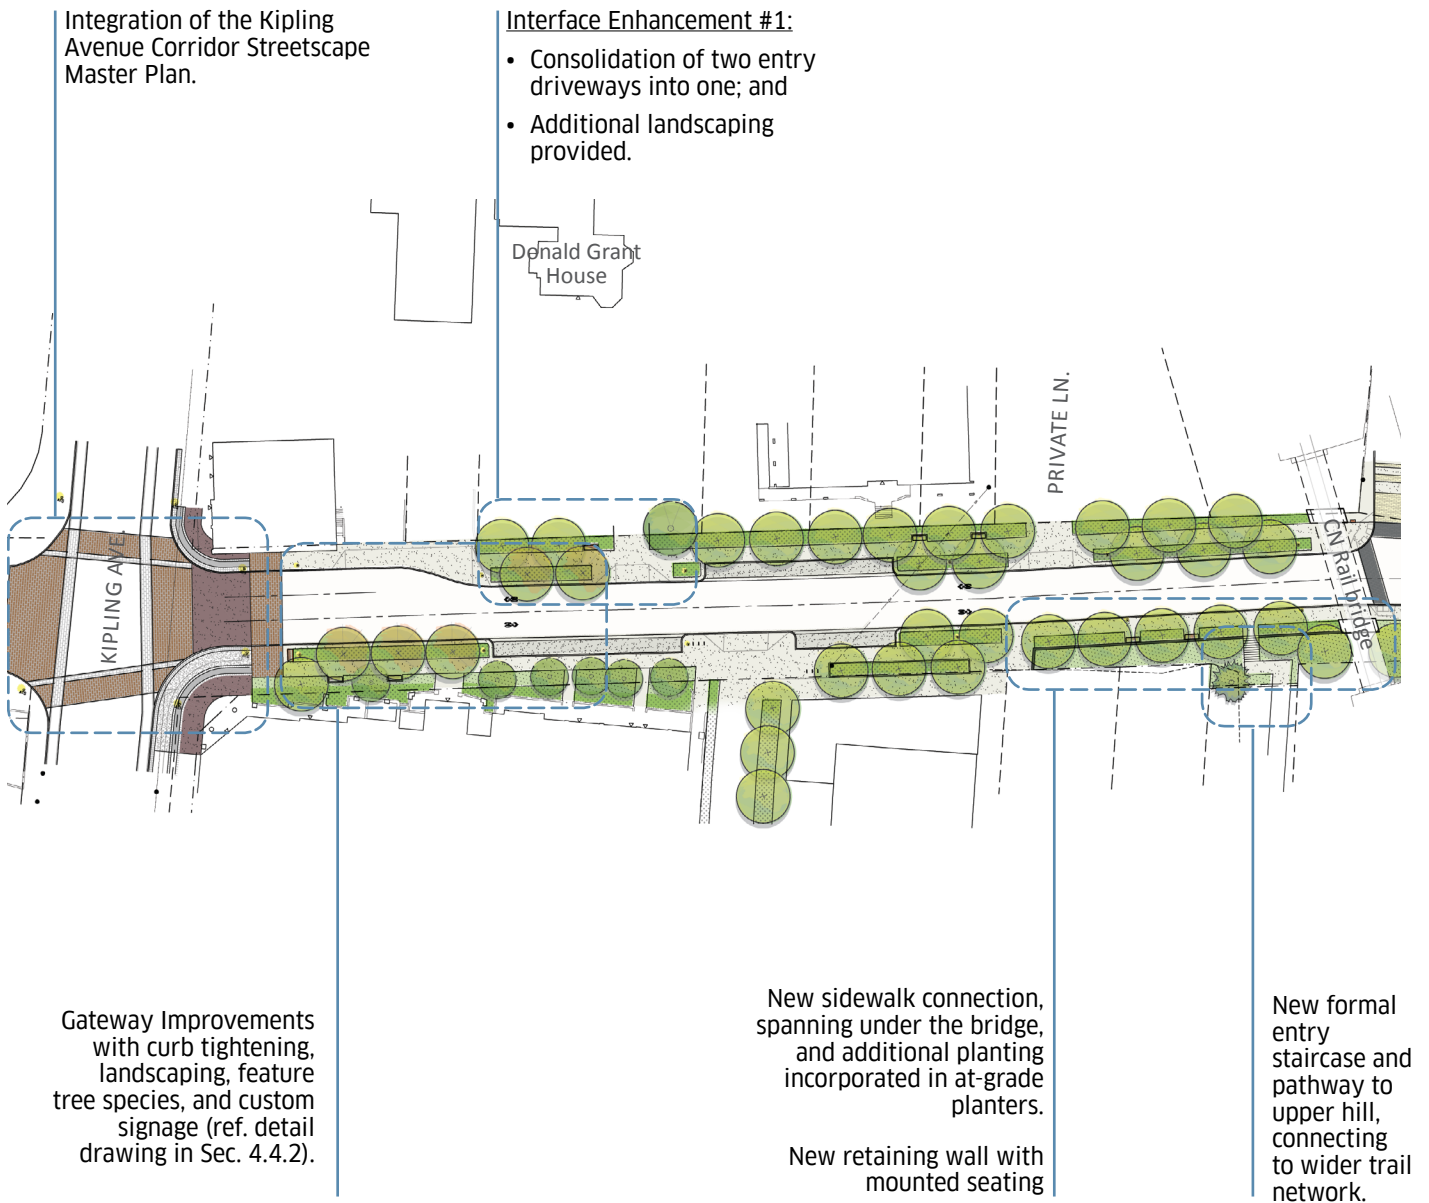 Integration of the Kipling
Avenue Corridor Streetscape
Master Plan.
Interface Enhancement #1:
• Consolidation of two entry
driveways into one; and
• Additional landscaping
provided.
Donald Grant
House
PRIVATE LN.
KIPLING AVE.
CN Rail bridge
Gateway Improvements
with curb tightening,
landscaping, feature
tree species, and custom
signage (ref. detail
drawing in Sec. 4.4.2).
New sidewalk connection,
spanning under the bridge,
and additional planting
incorporated in at-grade
planters.
New retaining wall with
mounted seating
New formal
entry
staircase and
pathway to
upper hill,
connecting
to wider trail
network.